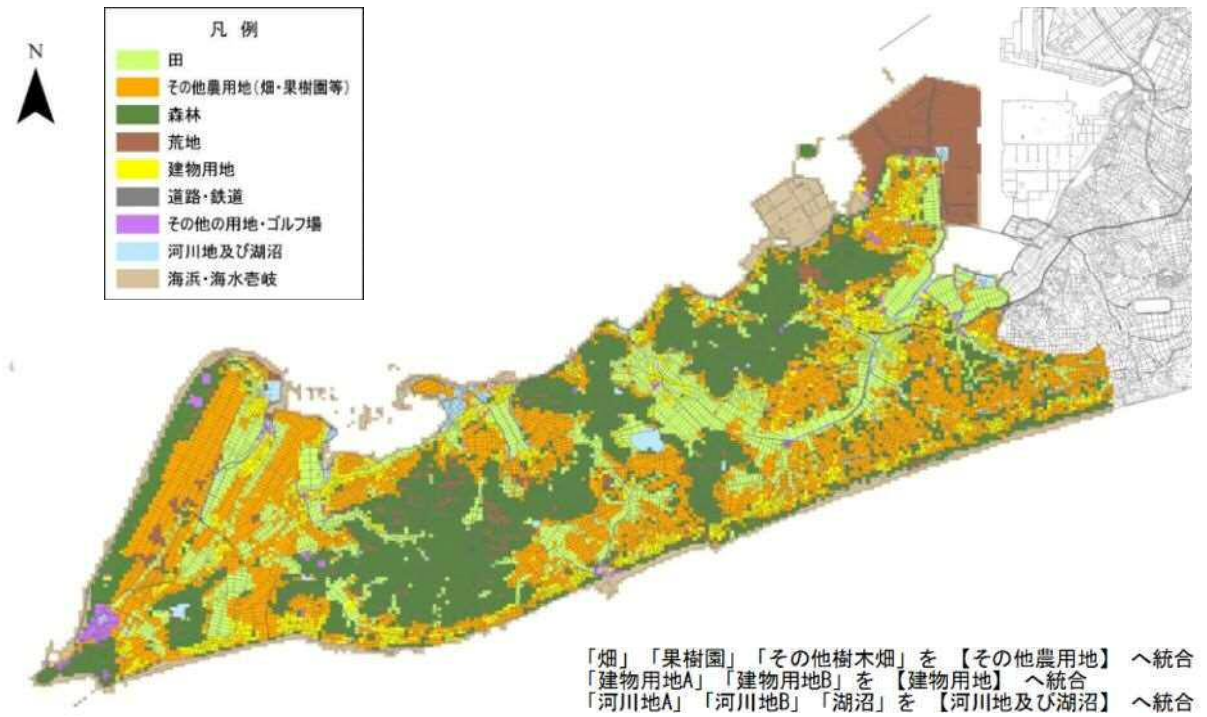 N
凡 例
田
その他農用地(畑・果樹園等)
森林
荒地
建物用地
道路・鉄道
その他の用地・ゴルフ場
河川地及び湖沼
海浜・海水壱岐
「畑」「果樹園」「その他樹木畑」を 【その他農用地】 へ統合
「建物用地A」「建物用地B」を 【建物用地】 へ統合
「河川地A」「河川地B」「湖沼」を 【河川地及び湖沼】 へ統合